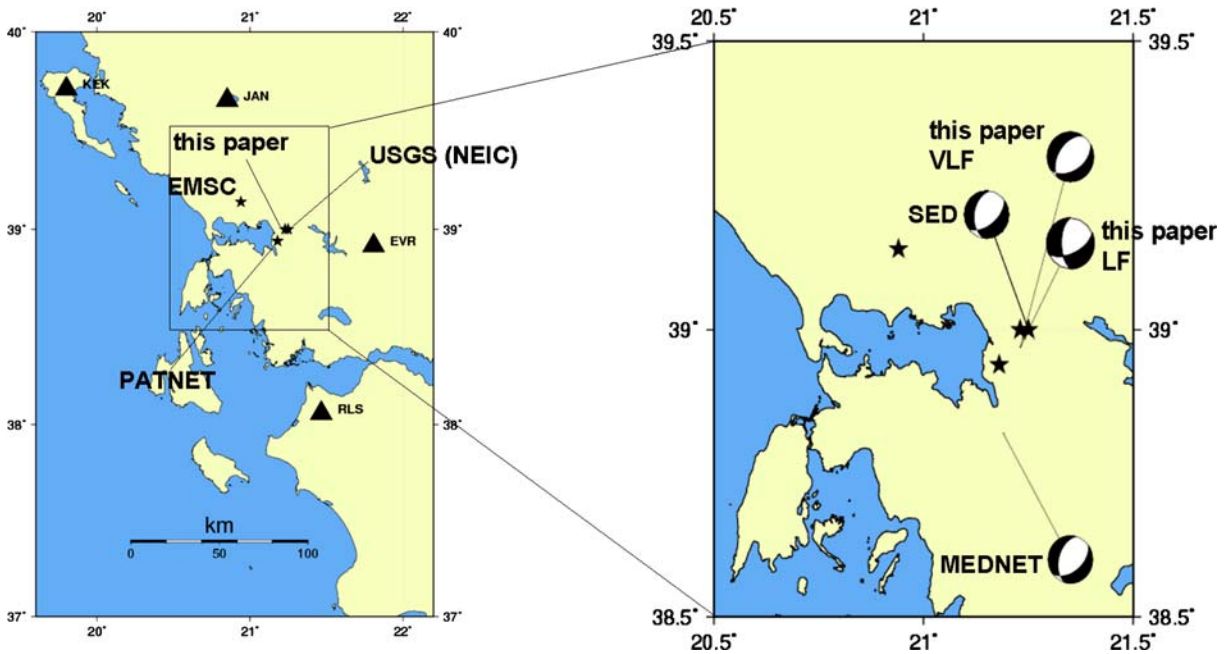 20˚ 21˚ 22˚
40˚ 40˚
KEK
JAN
this paper
USGS (NEIC)
EMSC
39˚ 39˚
EVR
PATNET
38˚ 38˚
RLS
km
0 50 100
37˚ 37˚
20˚ 21˚ 22˚
20.5˚ 21˚ 21.5˚
39.5˚ 39.5˚
this paper
VLF
SED
this paper
LF
39˚ 39˚
MEDNET
38.5˚ 38.5˚
20.5˚ 21˚ 21.5˚